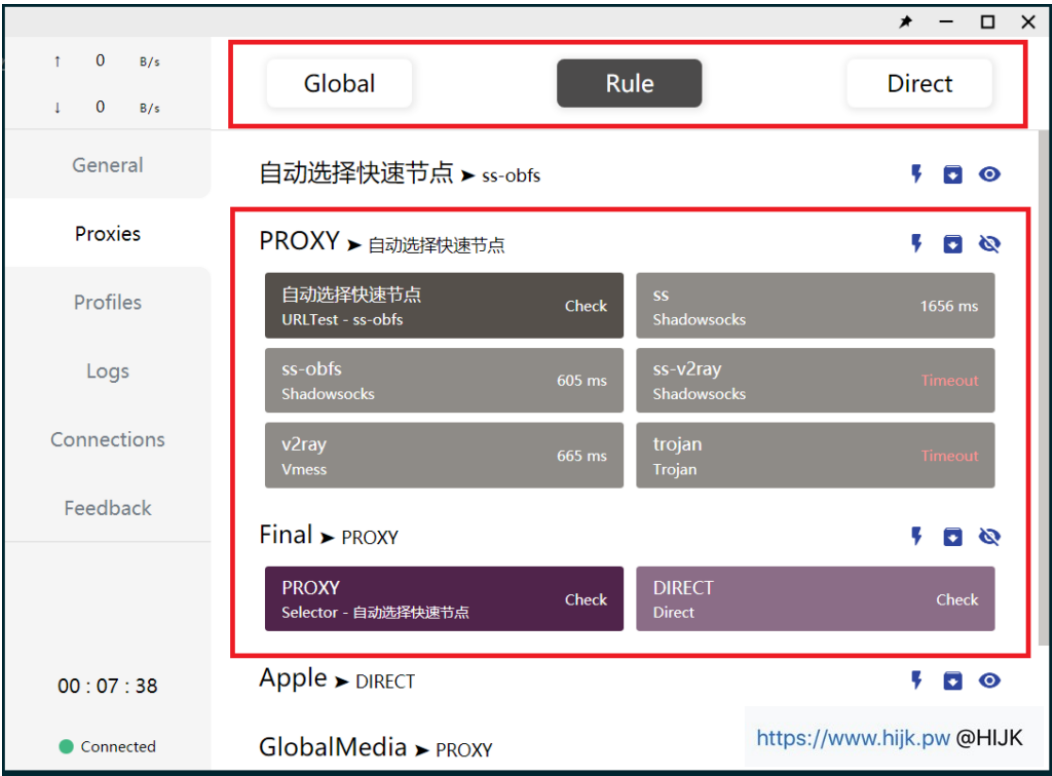 ↑ 0 B/s
↓ 0 B/s
General
Proxies
Profiles
Logs
Connections
Feedback
00 : 07 : 38
Connected
Global Rule Direct
自动选择快速节点 ➤ ss-obfs
PROXY ➤ 自动选择快速节点
自动选择快速节点
URLTest - ss-obfs
Check
ss
Shadowsocks
1656 ms
ss-obfs
Shadowsocks
605 ms
ss-v2ray
Shadowsocks
Timeout
v2ray
Vmess
665 ms
trojan
Trojan
Timeout
Final ➤ PROXY
PROXY
Selector - 自动选择快速节点
Check
DIRECT
Direct
Check
Apple ➤ DIRECT
GlobalMedia ➤ PROXY
https://www.hijk.pw @HIJK